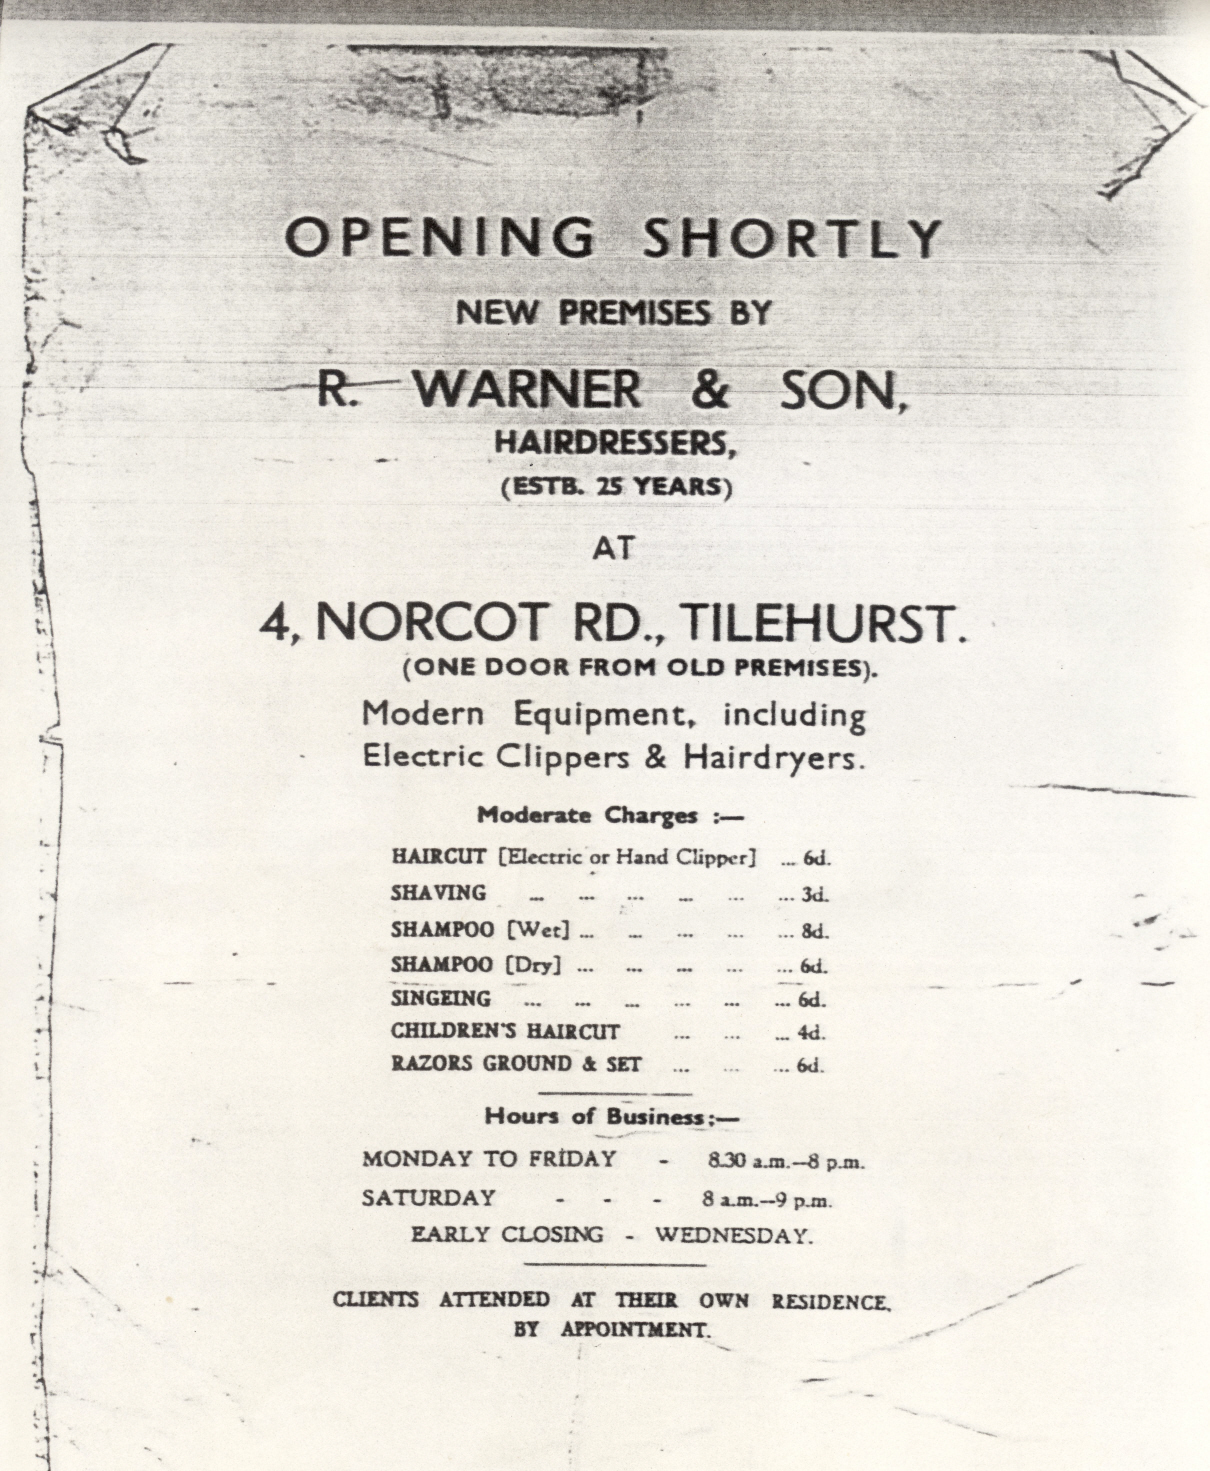 OPENING SHORTLY
NEW PREMISES BY
R. WARNER & SON,
HAIRDRESSERS,
(ESTB. 25 YEARS)
AT
4, NORCOT RD., TILEHURST.
(ONE DOOR FROM OLD PREMISES).
Modern Equipment, including
Electric Clippers & Hairdryers.
Moderate Charges :—
HAIRCUT [Electric or Hand Clipper] ... 6d.
SHAVING ... ... ... ... ... ... 3d.
SHAMPOO [Wet] ... ... ... ... ... 8d.
SHAMPOO [Dry] ... ... ... ... ... 6d.
SINGEING ... ... ... ... ... ... 6d.
CHILDREN'S HAIRCUT ... ... ... 4d.
RAZORS GROUND & SET ... ... ... 6d.
Hours of Business:—
MONDAY TO FRIDAY - 8.30 a.m.--8 p.m.
SATURDAY - - - 8 a.m.--9 p.m.
EARLY CLOSING - WEDNESDAY.
CLIENTS ATTENDED AT THEIR OWN RESIDENCE,
BY APPOINTMENT.